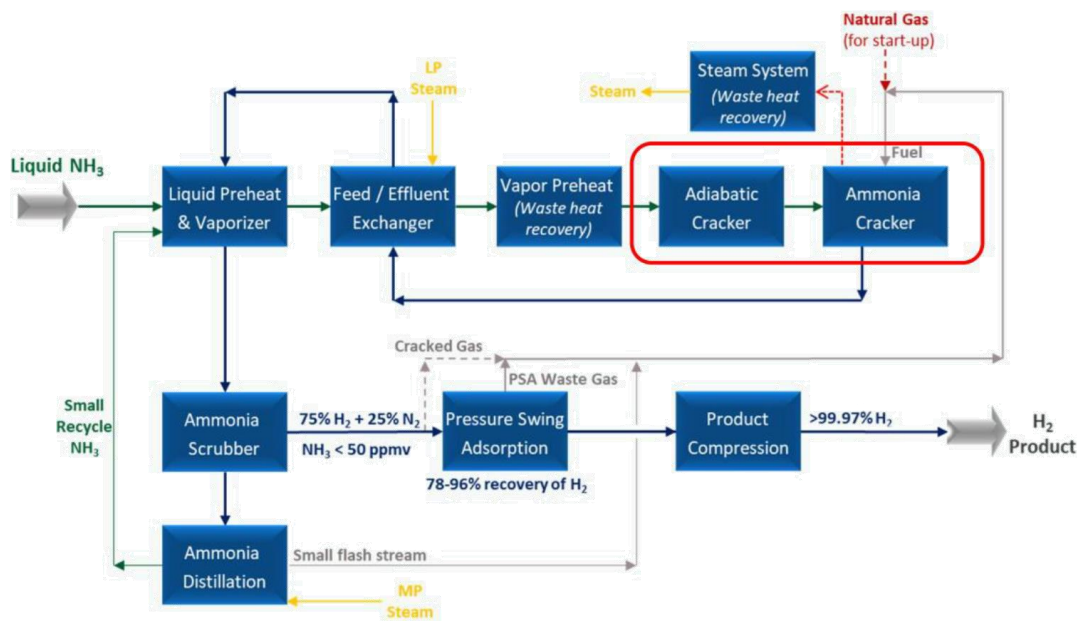 Natural Gas
(for start-up)
LP
Steam
Steam
Steam System
(Waste heat
recovery)
Fuel
Liquid NH₃
Liquid Preheat
& Vaporizer
Feed / Effluent
Exchanger
Vapor Preheat
(Waste heat
recovery)
Adiabatic
Cracker
Ammonia
Cracker
Cracked Gas
PSA Waste Gas
Small
Recycle
NH₃
Ammonia
Scrubber
75% H₂ + 25% N₂
NH₃ < 50 ppmv
Pressure Swing
Adsorption
78-96% recovery of H₂
Product
Compression
>99.97% H₂
H₂
Product
Ammonia
Distillation
Small flash stream
MP
Steam